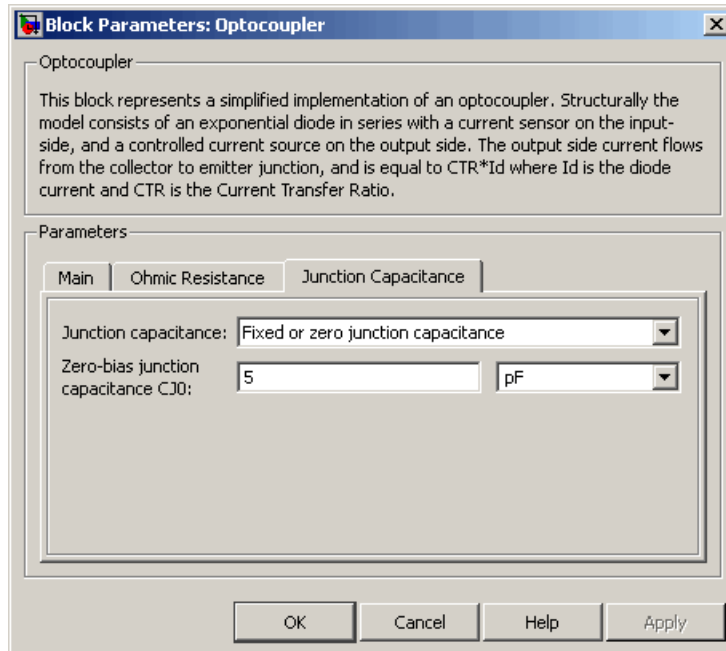 Block Parameters: Optocoupler
Optocoupler
This block represents a simplified implementation of an optocoupler. Structurally the
model consists of an exponential diode in series with a current sensor on the input-
side, and a controlled current source on the output side. The output side current flows
from the collector to emitter junction, and is equal to CTR*Id where Id is the diode
current and CTR is the Current Transfer Ratio.
Parameters
Main Ohmic Resistance Junction Capacitance
Junction capacitance: Fixed or zero junction capacitance
Zero-bias junction
capacitance CJ0: 5 pF
OK Cancel Help Apply